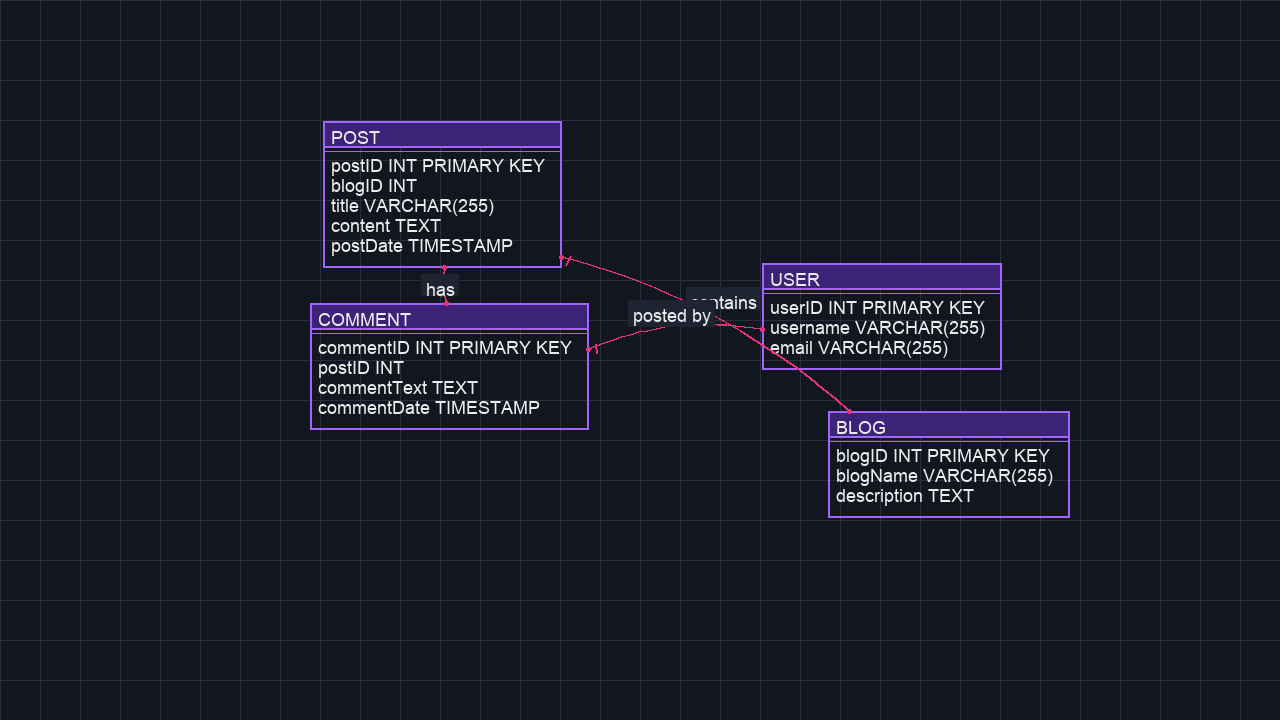 POST
postID INT PRIMARY KEY
blogID INT
title VARCHAR(255)
content TEXT
postDate TIMESTAMP
has
COMMENT
commentID INT PRIMARY KEY
postID INT
commentText TEXT
commentDate TIMESTAMP
contains
posted by
USER
userID INT PRIMARY KEY
username VARCHAR(255)
email VARCHAR(255)
BLOG
blogID INT PRIMARY KEY
blogName VARCHAR(255)
description TEXT